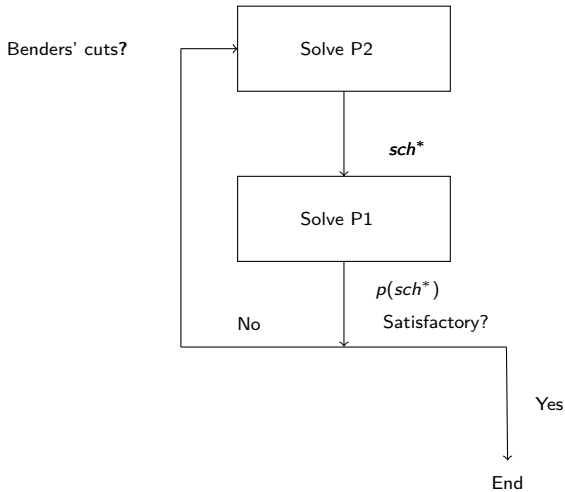 Benders' cuts?
Solve P2
sch*
Solve P1
p(sch*)
Satisfactory?
No
Yes
End